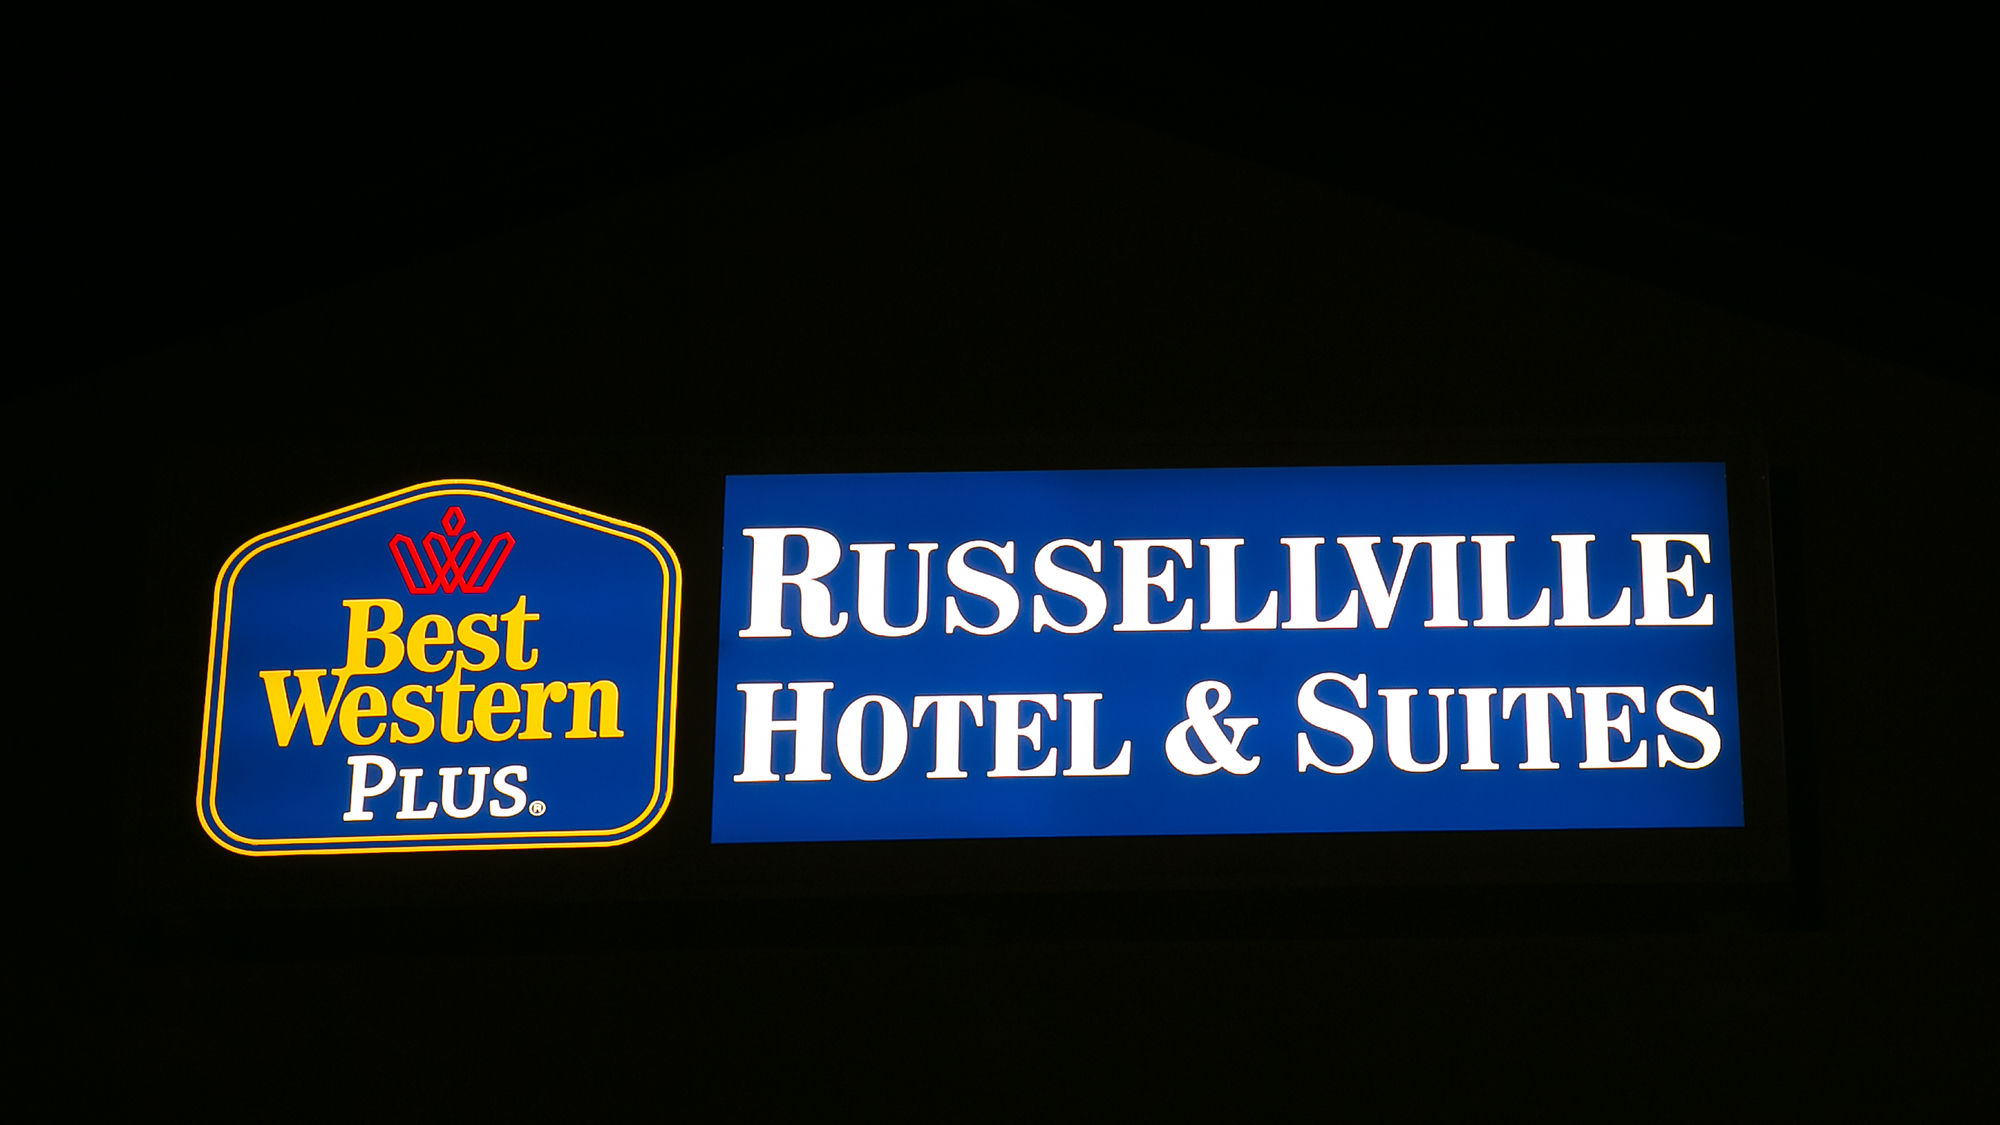 Best
Western
PLUS®
RUSSELLVILLE
HOTEL & SUITES